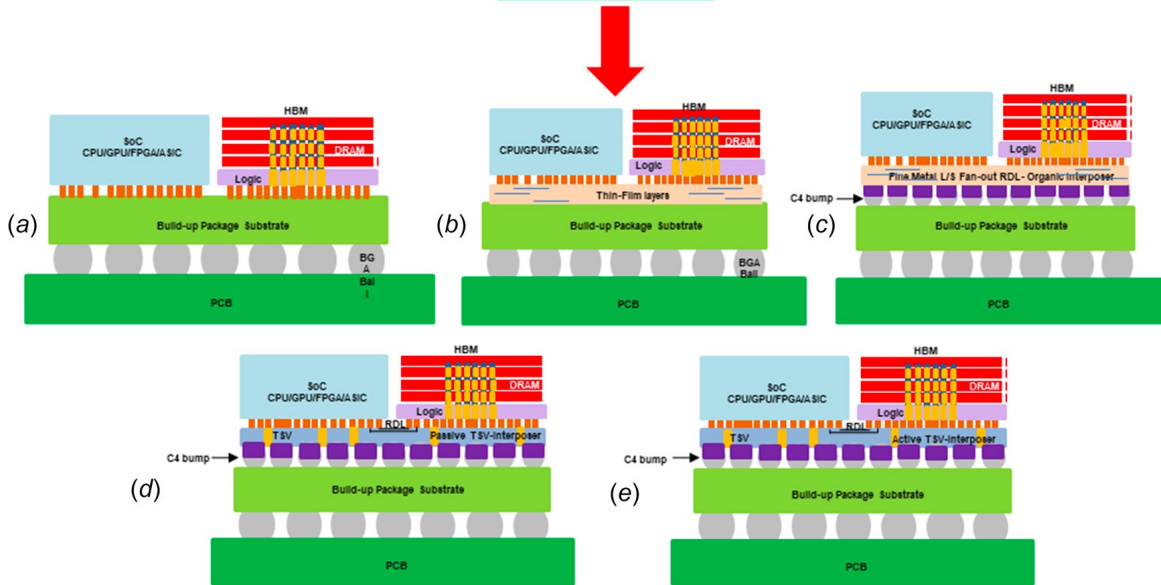 HBM
SoC
CPU/GPU/FPGA/ASIC
DRAM
Logic
(a)
Build-up Package Substrate
BG
A
Bal
l
PCB
HBM
SoC
CPU/GPU/FPGA/ASIC
DRAM
Logic
Thin-Film layers
(b)
Build-up Package Substrate
BGA
Ball
PCB
HBM
SoC
CPU/GPU/FPGA/ASIC
DRAM
Logic
Fine Metal L/S Fan-out RDL- Organic Interposer
C4 bump
(c)
Build-up Package Substrate
PCB
HBM
SoC
CPU/GPU/FPGA/ASIC
DRAM
Logic
RDL
TSV
Passive TSV-interposer
C4 bump
(d)
Build-up Package Substrate
PCB
HBM
SoC
CPU/GPU/FPGA/ASIC
DRAM
Logic
RDL
TSV
Active TSV-interposer
C4 bump
(e)
Build-up Package Substrate
PCB